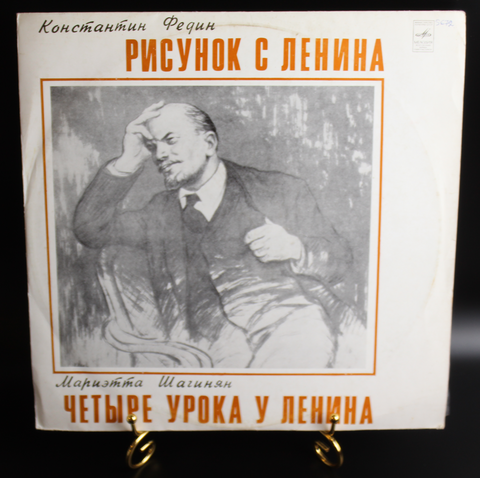 Константин Федин
РИСУНОК С ЛЕНИНА
Мариэтта Шагинян
ЧЕТЫРЕ УРОКА У ЛЕНИНА